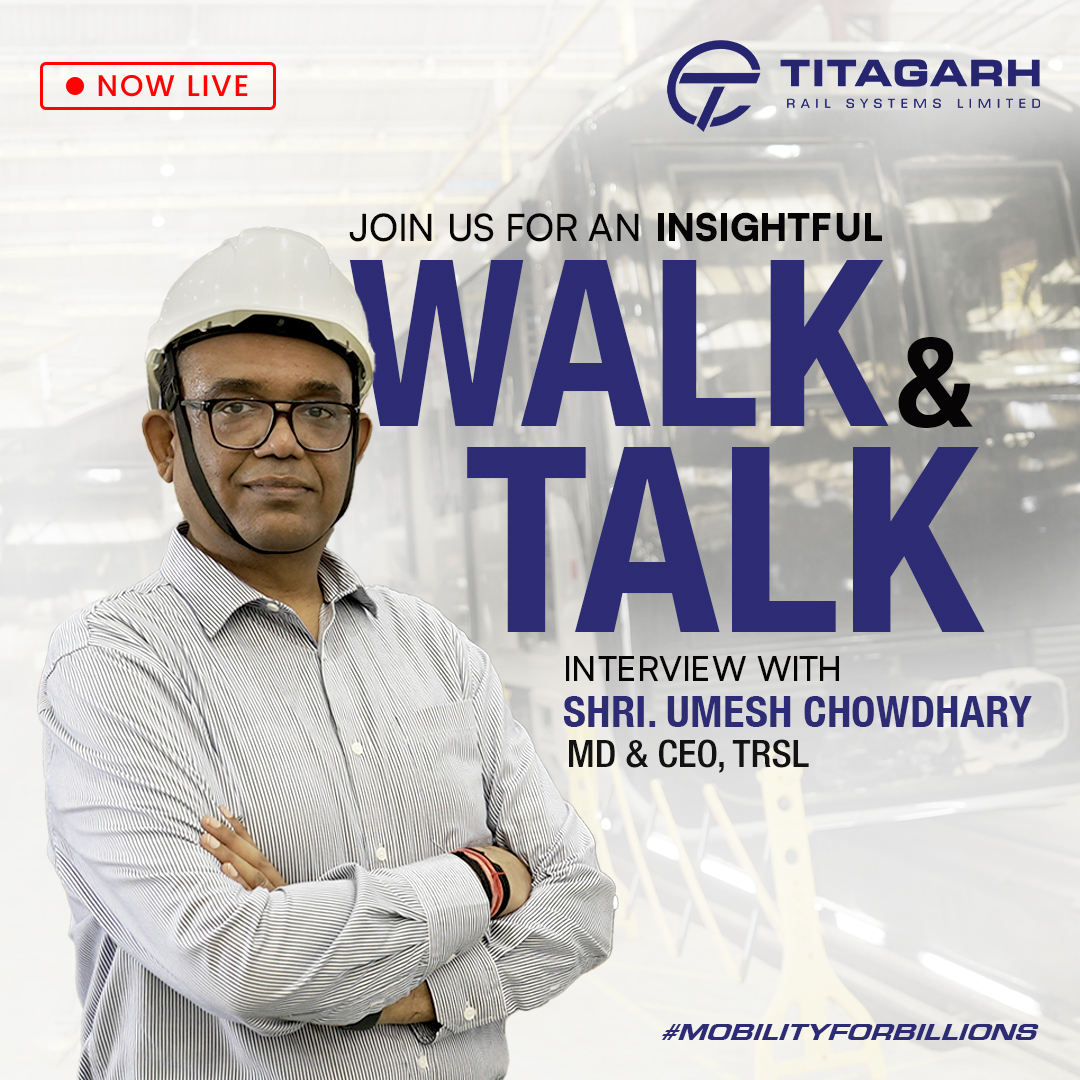 NOW LIVE
TITAGARH
RAIL SYSTEMS LIMITED
JOIN US FOR AN INSIGHTFUL
WALK &
TALK
INTERVIEW WITH
SHRI. UMESH CHOWDHARY
MD & CEO, TRSL
#MOBILITYFORBILLIONS